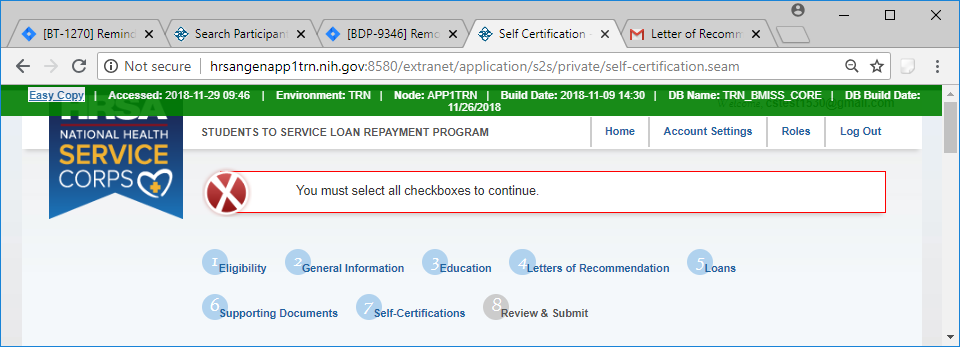 [BT-1270] Remind
Search Participant
[BDP-9346] Remo
Self Certification -
Letter of Recomm
Not secure | hrsangenapp1trn.nih.gov:8580/extranet/application/s2s/private/self-certification.seam
Easy Copy | Accessed: 2018-11-29 09:46 | Environment: TRN | Node: APP1TRN | Build Date: 2018-11-09 14:30 | DB Name: TRN_BMISS_CORE | DB Build Date:
11/26/2018
HRSA
NATIONAL HEALTH
SERVICE
CORPS
STUDENTS TO SERVICE LOAN REPAYMENT PROGRAM
Home
Account Settings
Roles
Log Out
You must select all checkboxes to continue.
1 Eligibility
2 General Information
3 Education
4 Letters of Recommendation
5 Loans
6 Supporting Documents
7 Self-Certifications
8 Review & Submit